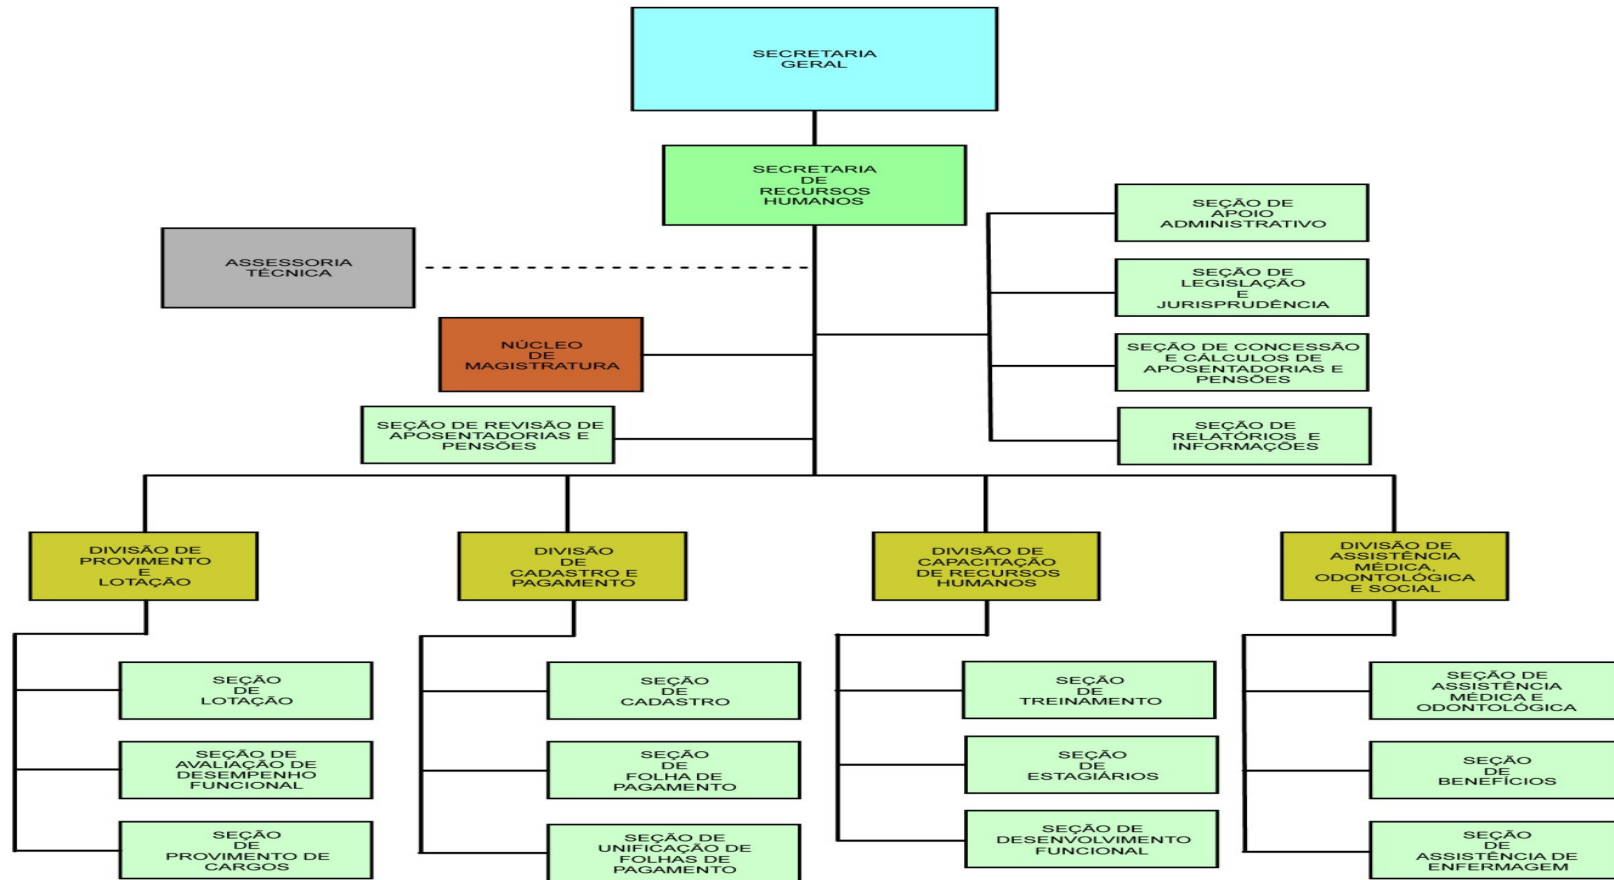 SECRETARIA
GERAL
SECRETARIA
DE
RECURSOS
HUMANOS
SEÇÃO DE
APOIO
ADMINISTRATIVO
ASSESSORIA
TÉCNICA
SEÇÃO DE
LEGISLAÇÃO
E
JURISPRUDÊNCIA
NÚCLEO
DE
MAGISTRATURA
SEÇÃO DE CONCESSÃO
E CÁLCULOS DE
APOSENTADORIAS E
PENSÕES
SEÇÃO DE REVISÃO DE
APOSENTADORIAS E
PENSÕES
SEÇÃO DE
RELATÓRIOS E
INFORMAÇÕES
DIVISÃO DE
PROVIMENTO
E
LOTAÇÃO
DIVISÃO
DE
CADASTRO E
PAGAMENTO
DIVISÃO DE
CAPACITAÇÃO
DE RECURSOS
HUMANOS
DIVISÃO DE
ASSISTÊNCIA
MÉDICA,
ODONTOLÓGICA
E SOCIAL
SEÇÃO
DE
LOTAÇÃO
SEÇÃO DE
AVALIAÇÃO DE
DESEMPENHO
FUNCIONAL
SEÇÃO
DE
PROVIMENTO DE
CARGOS
SEÇÃO
DE
CADASTRO
SEÇÃO
DE
FOLHA DE
PAGAMENTO
SEÇÃO DE
UNIFICAÇÃO DE
FOLHAS DE
PAGAMENTO
SEÇÃO
DE
TREINAMENTO
SEÇÃO
DE
ESTAGIÁRIOS
SEÇÃO DE
DESENVOLVIMENTO
FUNCIONAL
SEÇÃO DE
ASSISTÊNCIA
MÉDICA E
ODONTOLÓGICA
SEÇÃO
DE
BENEFÍCIOS
SEÇÃO
DE
ASSISTÊNCIA DE
ENFERMAGEM